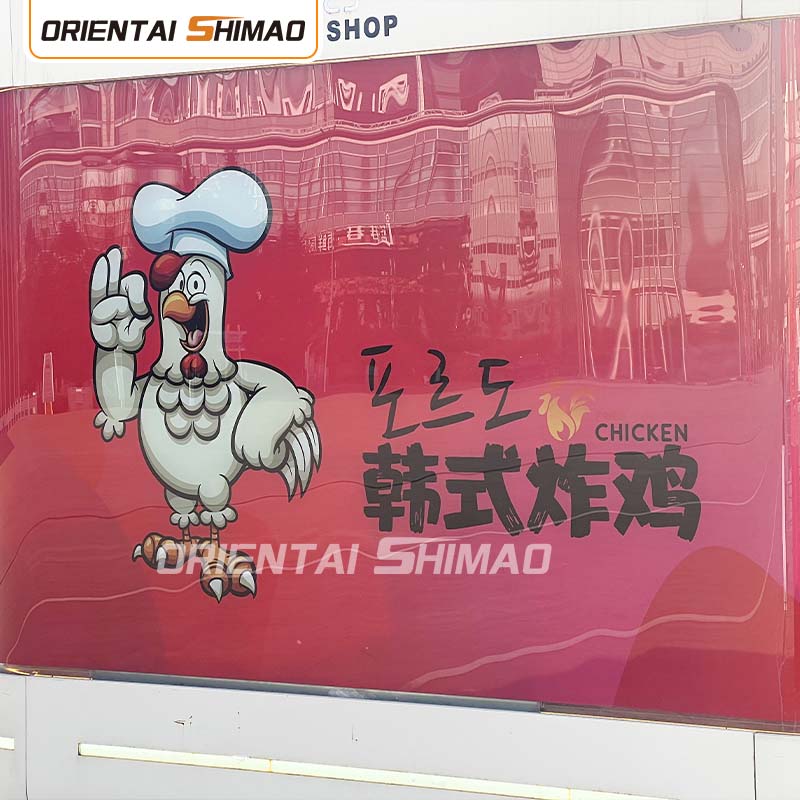 ORIENTAI SHIMAO
SHOP
포르도
CHICKEN
韩式炸鸡
ORIENTAI SHIMAO